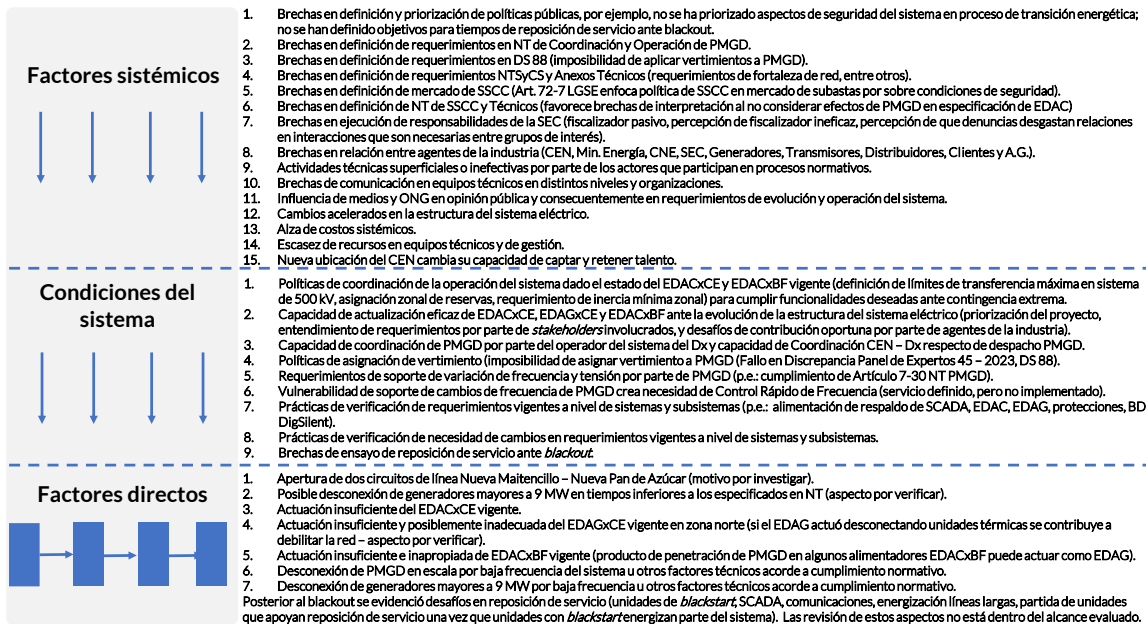 Factores sistémicos
1. Brechas en definición y priorización de políticas públicas, por ejemplo, no se ha priorizado aspectos de seguridad del sistema en proceso de transición energética;
no se han definido objetivos para tiempos de reposición de servicio ante blackout.
2. Brechas en definición de requerimientos en NT de Coordinación y Operación de PMGD.
3. Brechas en definición de requerimientos en DS 88 (imposibilidad de aplicar vertimientos a PMGD).
4. Brechas en definición de requerimientos NTSyCS y Anexos Técnicos (requerimientos de fortaleza de red, entre otros).
5. Brechas en definición de mercado de SSCC (Art. 72-7 LGSE enfoca política de SSCC en mercado de subastas por sobre condiciones de seguridad).
6. Brechas en definición de NT de SSCC y Técnicos (favorece brechas de interpretación al no considerar efectos de PMGD en especificación de EDAC)
7. Brechas en ejecución de responsabilidades de la SEC (fiscalizador pasivo, percepción de fiscalizador ineficaz, percepción de que denuncias desgastan relaciones
en interacciones que son necesarias entre grupos de interés).
8. Brechas en relación entre agentes de la industria (CEN, Min. Energía, CNE, SEC, Generadores, Transmisores, Distribuidores, Clientes y A.G.).
9. Actividades técnicas superficiales o inefectivas por parte de los actores que participan en procesos normativos.
10. Brechas de comunicación en equipos técnicos en distintos niveles y organizaciones.
11. Influencia de medios y ONG en opinión pública y consecuentemente en requerimientos de evolución y operación del sistema.
12. Cambios acelerados en la estructura del sistema eléctrico.
13. Alza de costos sistémicos.
14. Escasez de recursos en equipos técnicos y de gestión.
15. Nueva ubicación del CEN cambia su capacidad de captar y retener talento.
Condiciones del
sistema
1. Políticas de coordinación de la operación del sistema dado el estado del EDACxCE y EDACxBF vigente (definición de límites de transferencia máxima en sistema
de 500 kV, asignación zonal de reservas, requerimiento de inercia mínima zonal) para cumplir funcionalidades deseadas ante contingencia extrema.
2. Capacidad de actualización eficaz de EDACxCE, EDAGxCE y EDACxBF ante la evolución de la estructura del sistema eléctrico (priorización del proyecto,
entendimiento de requerimientos por parte de stakeholders involucrados, y desafíos de contribución oportuna por parte de agentes de la industria).
3. Capacidad de coordinación de PMGD por parte del operador del sistema del Dx y capacidad de Coordinación CEN – Dx respecto de despacho PMGD.
4. Políticas de asignación de vertimiento (imposibilidad de asignar vertimiento a PMGD (Fallo en Discrepancia Panel de Expertos 45 – 2023, DS 88).
5. Requerimientos de soporte de variación de frecuencia y tensión por parte de PMGD (p.e.: cumplimiento de Artículo 7-30 NT PMGD).
6. Vulnerabilidad de soporte de cambios de frecuencia de PMGD crea necesidad de Control Rápido de Frecuencia (servicio definido, pero no implementado).
7. Prácticas de verificación de requerimientos vigentes a nivel de sistemas y subsistemas (p.e.: alimentación de respaldo de SCADA, EDAC, EDAG, protecciones, BD
DigSilent).
8. Prácticas de verificación de necesidad de cambios en requerimientos vigentes a nivel de sistemas y subsistemas.
9. Brechas de ensayo de reposición de servicio ante blackout.
Factores directos
1. Apertura de dos circuitos de línea Nueva Maitencillo – Nueva Pan de Azúcar (motivo por investigar).
2. Posible desconexión de generadores mayores a 9 MW en tiempos inferiores a los especificados en NT (aspecto por verificar).
3. Actuación insuficiente del EDACxCE vigente.
4. Actuación insuficiente y posiblemente inadecuada del EDAGxCE vigente en zona norte (si el EDAG actuó desconectando unidades térmicas se contribuye a
debilitar la red – aspecto por verificar).
5. Actuación insuficiente e inapropiada de EDACxBF vigente (producto de penetración de PMGD en algunos alimentadores EDACxBF puede actuar como EDAG).
6. Desconexión de PMGD en escala por baja frecuencia del sistema u otros factores técnicos acorde a cumplimiento normativo.
7. Desconexión de generadores mayores a 9 MW por baja frecuencia u otros factores técnicos acorde a cumplimiento normativo.
Posterior al blackout se evidenció desafíos en reposición de servicio (unidades de blackstart, SCADA, comunicaciones, energización líneas largas, partida de unidades
que apoyan reposición de servicio una vez que unidades con blackstart energizan parte del sistema). Las revisión de estos aspectos no está dentro del alcance evaluado.